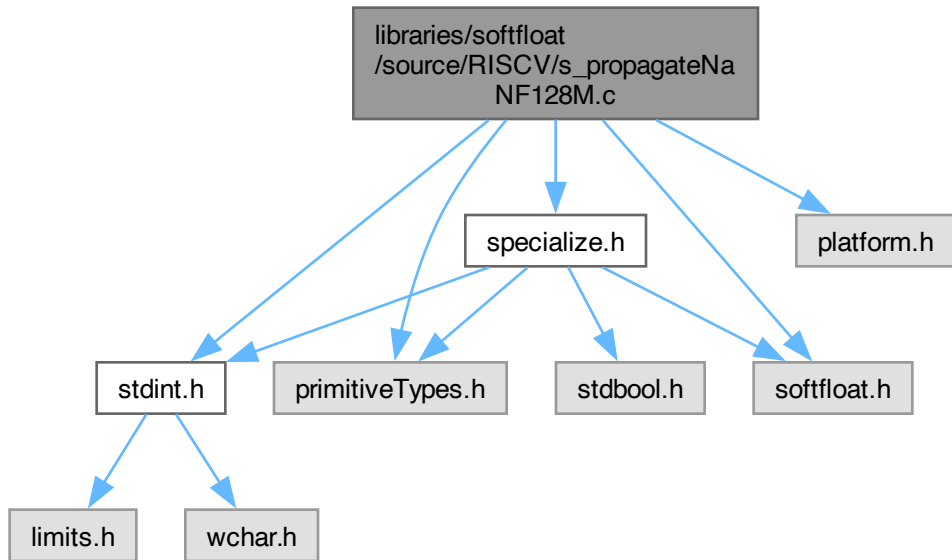 libraries/softfloat
/source/RISCV/s_propagateNa
NF128M.c
specialize.h
platform.h
stdint.h
primitiveTypes.h
stdbool.h
softfloat.h
limits.h
wchar.h